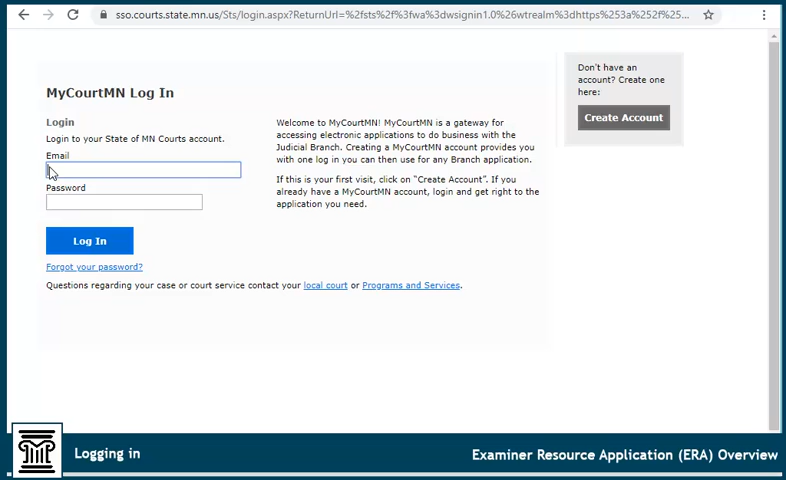 sso.courts.state.mn.us/Sts/login.aspx?ReturnUrl=%2fsts%2f%3fwa%3dwsignin1.0%26wtrealm%3dhttps%253a%252f%25...
MyCourtMN Log In
Login
Login to your State of MN Courts account.
Email
Password
Log In
Forgot your password?
Questions regarding your case or court service contact your local court or Programs and Services.
Welcome to MyCourtMN! MyCourtMN is a gateway for
accessing electronic applications to do business with the
Judicial Branch. Creating a MyCourtMN account provides you
with one log in you can then use for any Branch application.
If this is your first visit, click on "Create Account". If you
already have a MyCourtMN account, login and get right to the
application you need.
Don't have an
account? Create one
here:
Create Account
Logging in
Examiner Resource Application (ERA) Overview